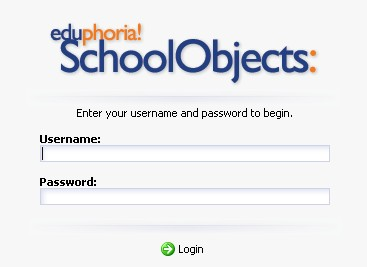 eduphoria!
SchoolObjects:
Enter your username and password to begin.
Username:
Password:
Login